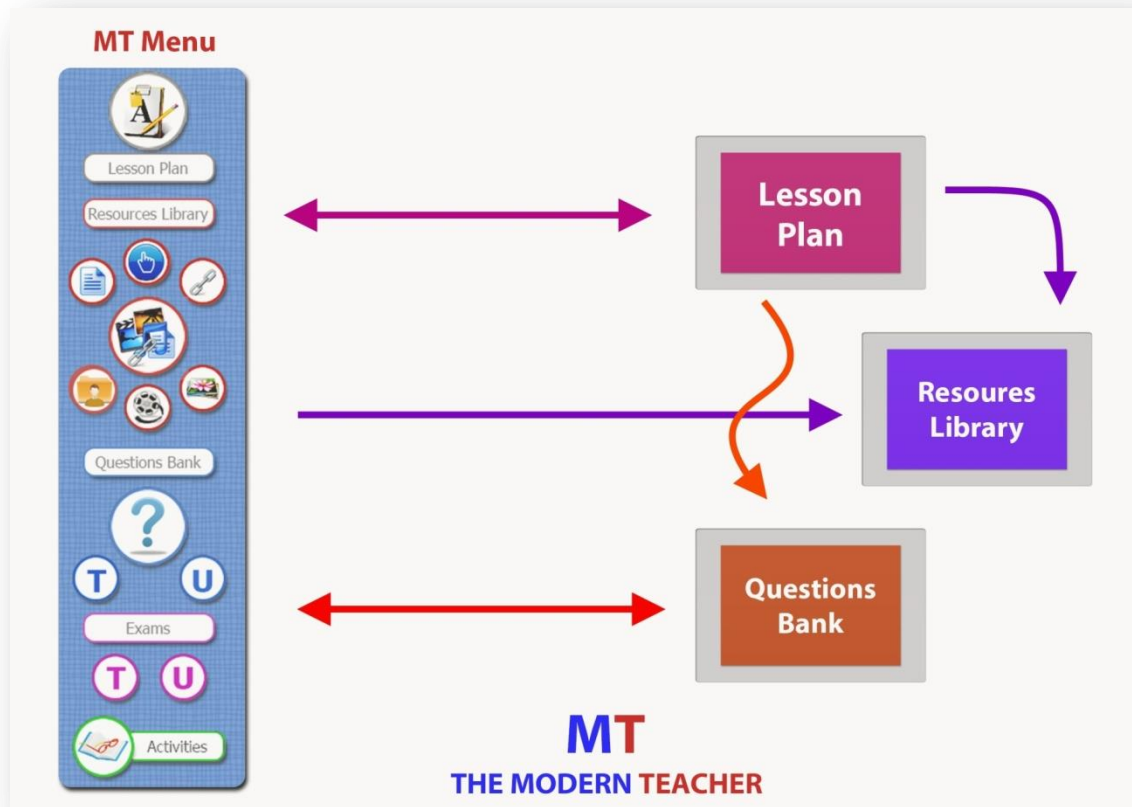 MT Menu
A
Lesson Plan
Resources Library
Questions Bank
?
T U
Exams
T U
Activities
Lesson
Plan
Resoures
Library
Questions
Bank
MT
THE MODERN TEACHER